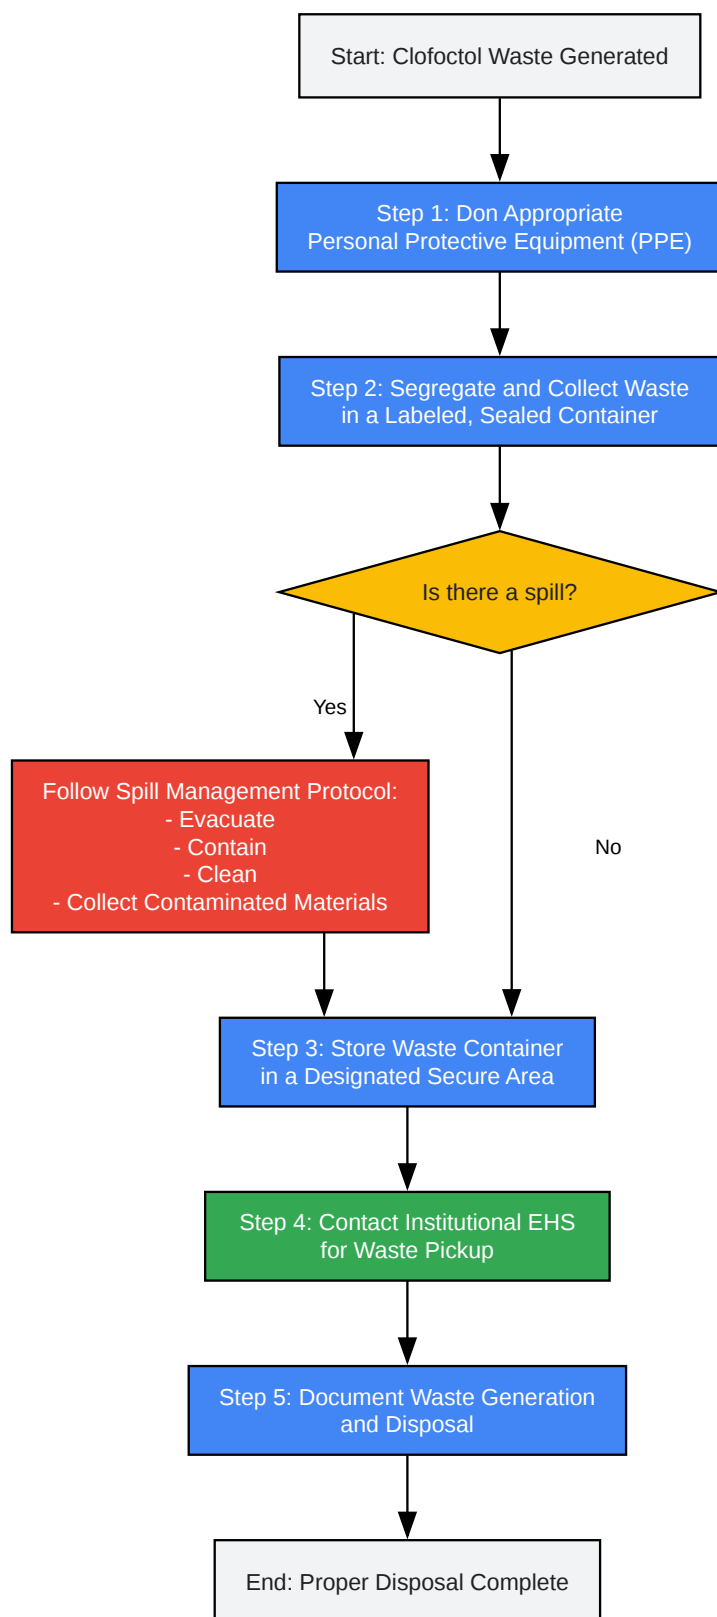 Start: Clofoctol Waste Generated
Step 1: Don Appropriate
Personal Protective Equipment (PPE)
Step 2: Segregate and Collect Waste
in a Labeled, Sealed Container
Is there a spill?
Yes
Follow Spill Management Protocol:
- Evacuate
- Contain
- Clean
- Collect Contaminated Materials
No
Step 3: Store Waste Container
in a Designated Secure Area
Step 4: Contact Institutional EHS
for Waste Pickup
Step 5: Document Waste Generation
and Disposal
End: Proper Disposal Complete